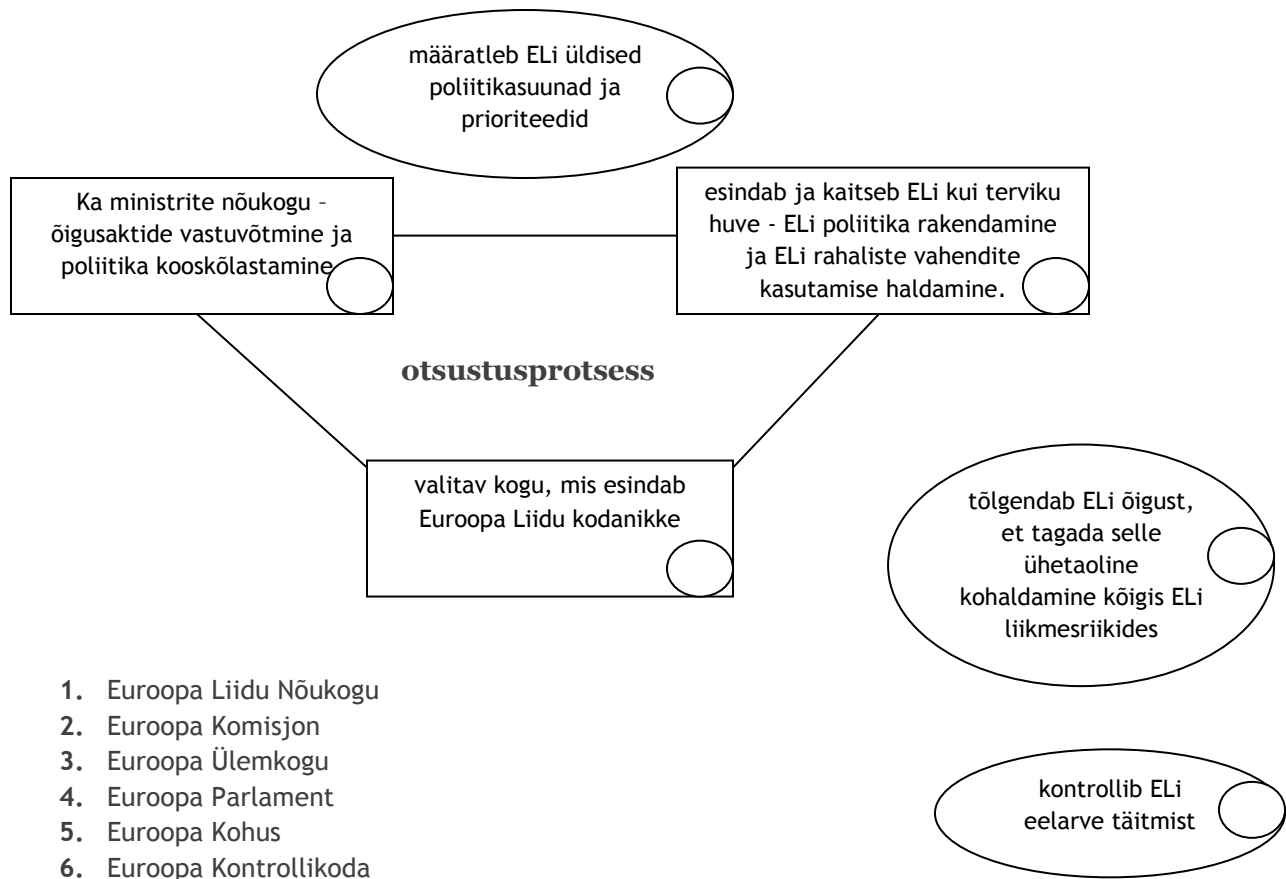 määratleb ELi üldised
poliitikasuunad ja
prioriteedid
Ka ministrite nõukogu –
õigusaktide vastuvõtmine ja
poliitika kooskõlastamine
esindab ja kaitseb ELi kui terviku
huve - ELi poliitika rakendamine
ja ELi rahaliste vahendite
kasutamise haldamine.
otsustusprotsess
valitav kogu, mis esindab
Euroopa Liidu kodanikke
tõlgendab ELi õigust,
et tagada selle
ühetaoline
kohaldamine kõigis ELi
liikmesriikides
1. Euroopa Liidu Nõukogu
2. Euroopa Komisjon
3. Euroopa Ülemkogu
4. Euroopa Parlament
5. Euroopa Kohus
6. Euroopa Kontrollikoda
kontrollib ELi
eelarve täitmist